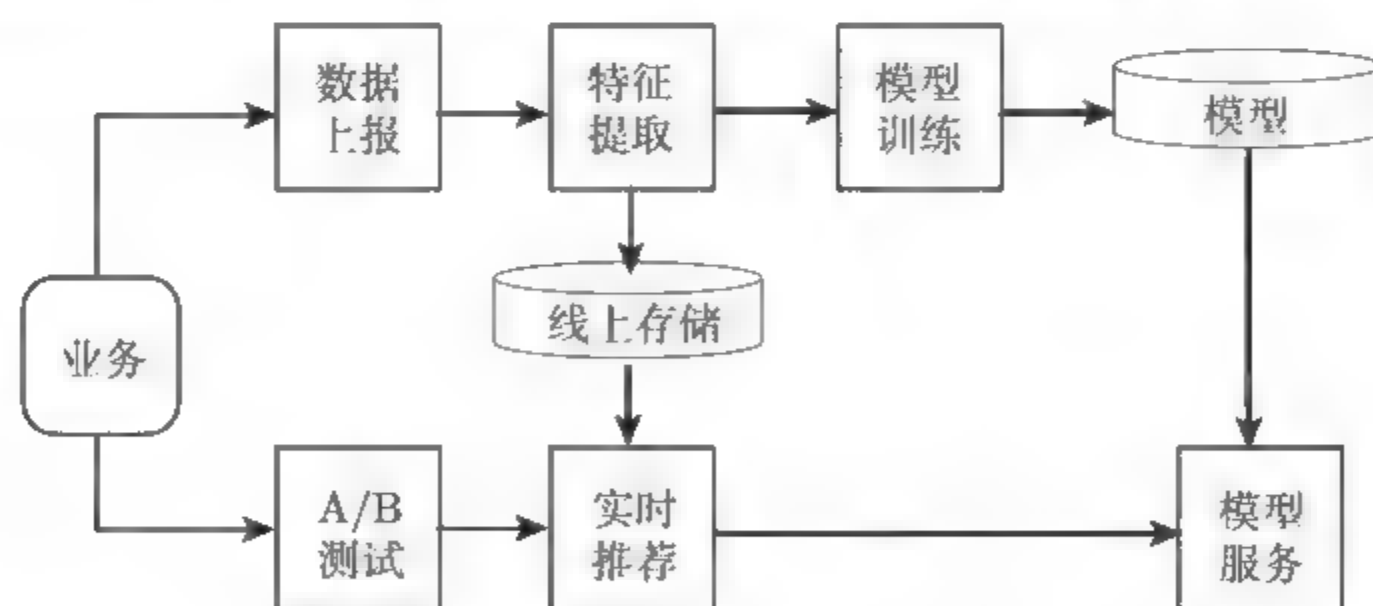 数据
上报
特征
提取
模型
训练
模型
线上存储
业务
A/B
测试
实时
推荐
模型
服务